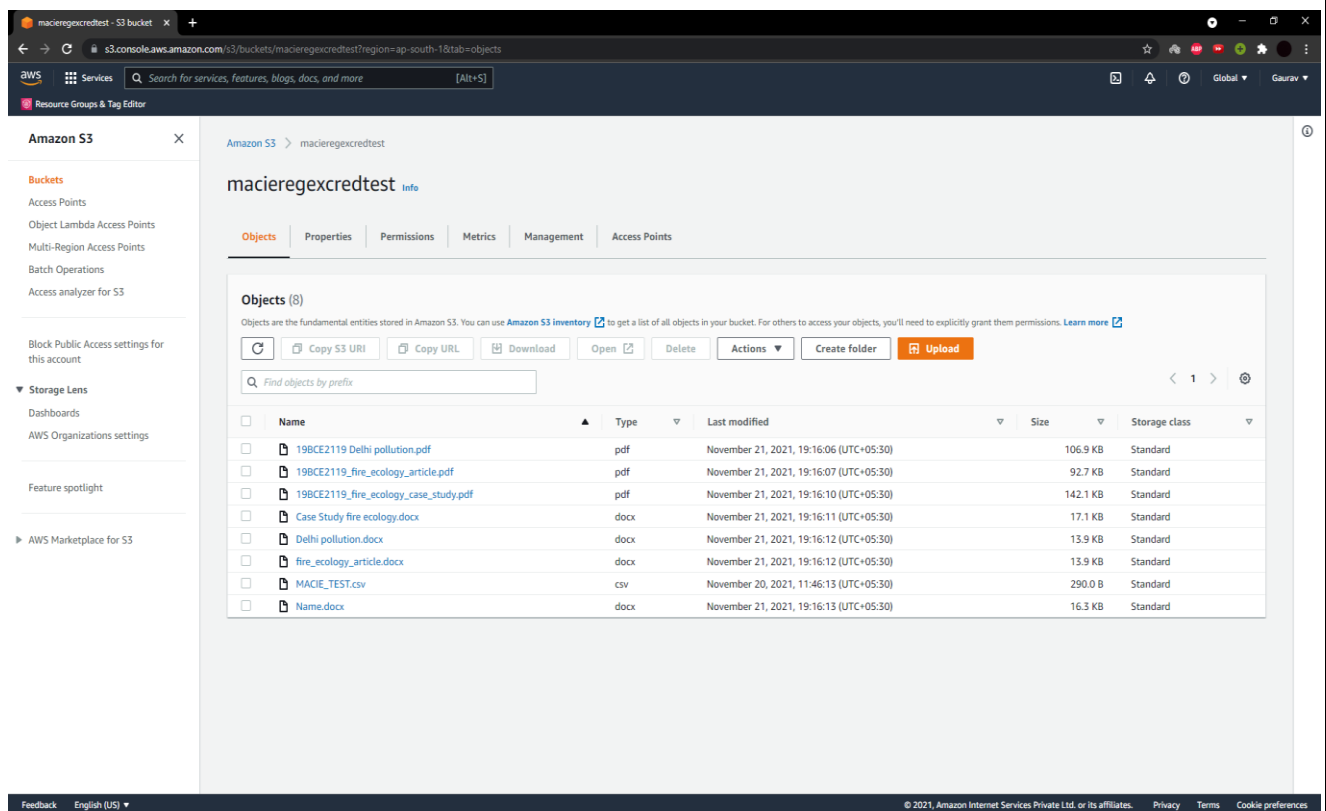 macieregexcredtest - S3 bucket
s3.console.aws.amazon.com/s3/buckets/macieregexcredtest?region=ap-south-1&tab=objects
aws Services Search for services, features, blogs, docs, and more [Alt+S] Global Gaurav
Resource Groups & Tag Editor
Amazon S3
Buckets
Access Points
Object Lambda Access Points
Multi-Region Access Points
Batch Operations
Access analyzer for S3
Block Public Access settings for
this account
Storage Lens
Dashboards
AWS Organizations settings
Feature spotlight
AWS Marketplace for S3
Amazon S3 > macieregexcredtest
macieregexcredtest Info
Objects Properties Permissions Metrics Management Access Points
Objects (8)
Objects are the fundamental entities stored in Amazon S3. You can use Amazon S3 inventory to get a list of all objects in your bucket. For others to access your objects, you'll need to explicitly grant them permissions. Learn more
Copy S3 URI Copy URL Download Open Delete Actions Create folder Upload
Find objects by prefix < 1 >
Name Type Last modified Size Storage class
19BCE2119 Delhi pollution.pdf pdf November 21, 2021, 19:16:06 (UTC+05:30) 106.9 KB Standard
19BCE2119_fire_ecology_article.pdf pdf November 21, 2021, 19:16:07 (UTC+05:30) 92.7 KB Standard
19BCE2119_fire_ecology_case_study.pdf pdf November 21, 2021, 19:16:10 (UTC+05:30) 142.1 KB Standard
Case Study fire ecology.docx docx November 21, 2021, 19:16:11 (UTC+05:30) 17.1 KB Standard
Delhi pollution.docx docx November 21, 2021, 19:16:12 (UTC+05:30) 13.9 KB Standard
fire_ecology_article.docx docx November 21, 2021, 19:16:12 (UTC+05:30) 13.9 KB Standard
MACIE_TEST.csv csv November 20, 2021, 11:46:13 (UTC+05:30) 290.0 B Standard
Name.docx docx November 21, 2021, 19:16:13 (UTC+05:30) 16.3 KB Standard
Feedback English (US) © 2021, Amazon Internet Services Private Ltd. or its affiliates. Privacy Terms Cookie preferences